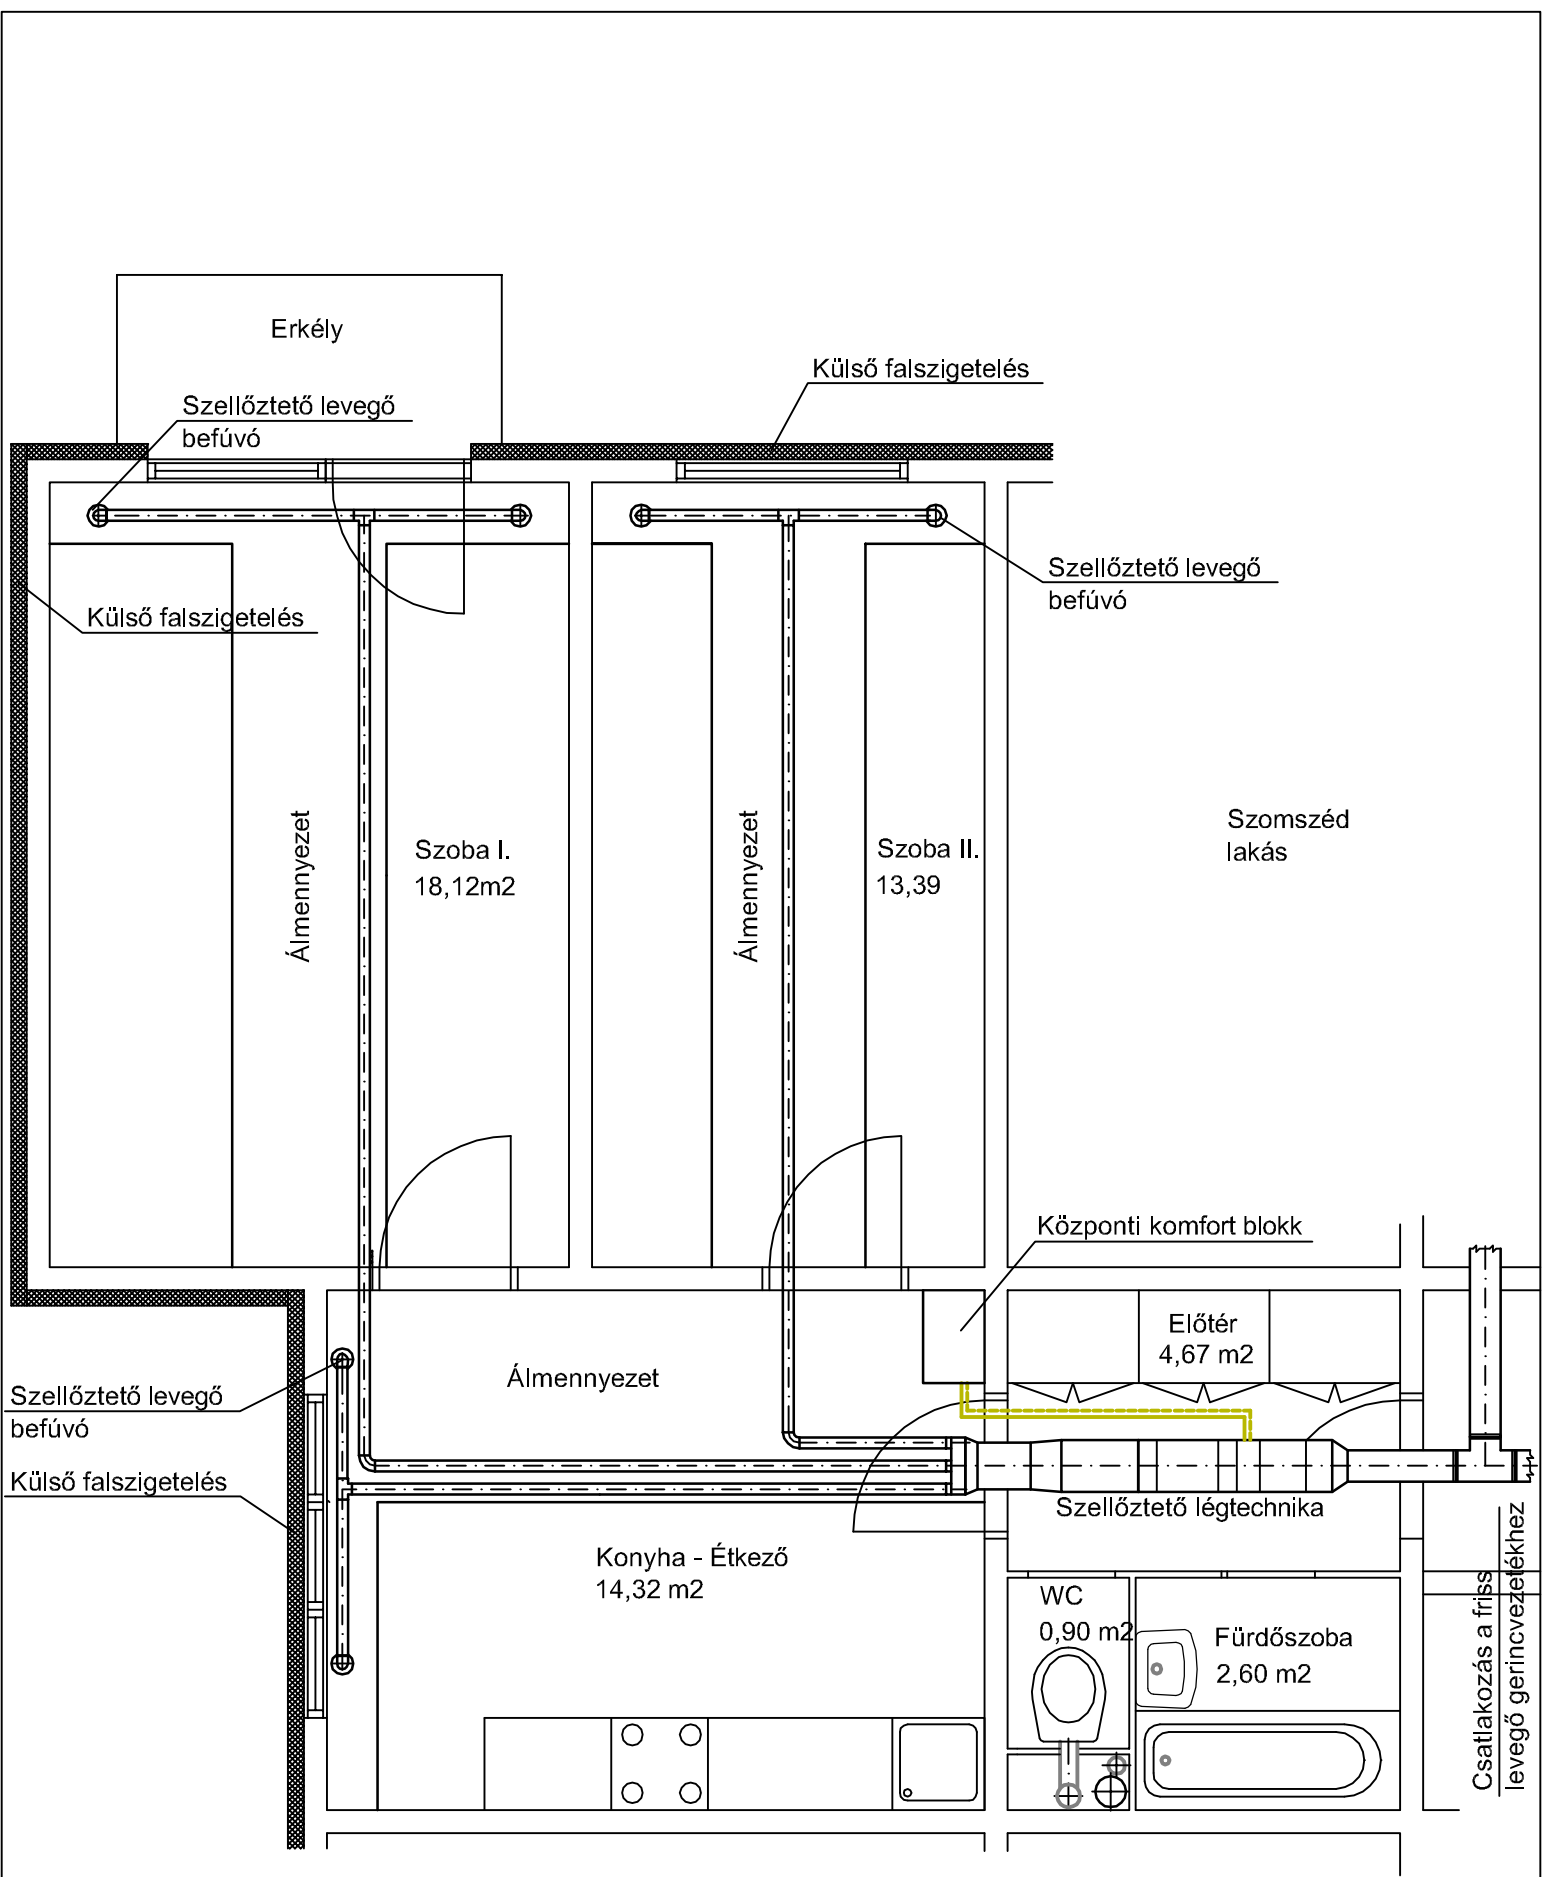 Erkély
Külső falszigetelés
Szellőztető levegő
befúvó
Szellőztető levegő
befúvó
Külső falszigetelés
Álmennyezet
Szoba I.
18,12m2
Álmennyezet
Szoba II.
13,39
Szomszéd
lakás
Központi komfort blokk
Előtér
4,67 m2
Álmennyezet
Szellőztető levegő
befúvó
Külső falszigetelés
Szellőztető légtechnika
Konyha - Étkező
14,32 m2
WC
0,90 m2
Fürdőszoba
2,60 m2
Csatlakozás a friss
levegő gerincvezetékhez